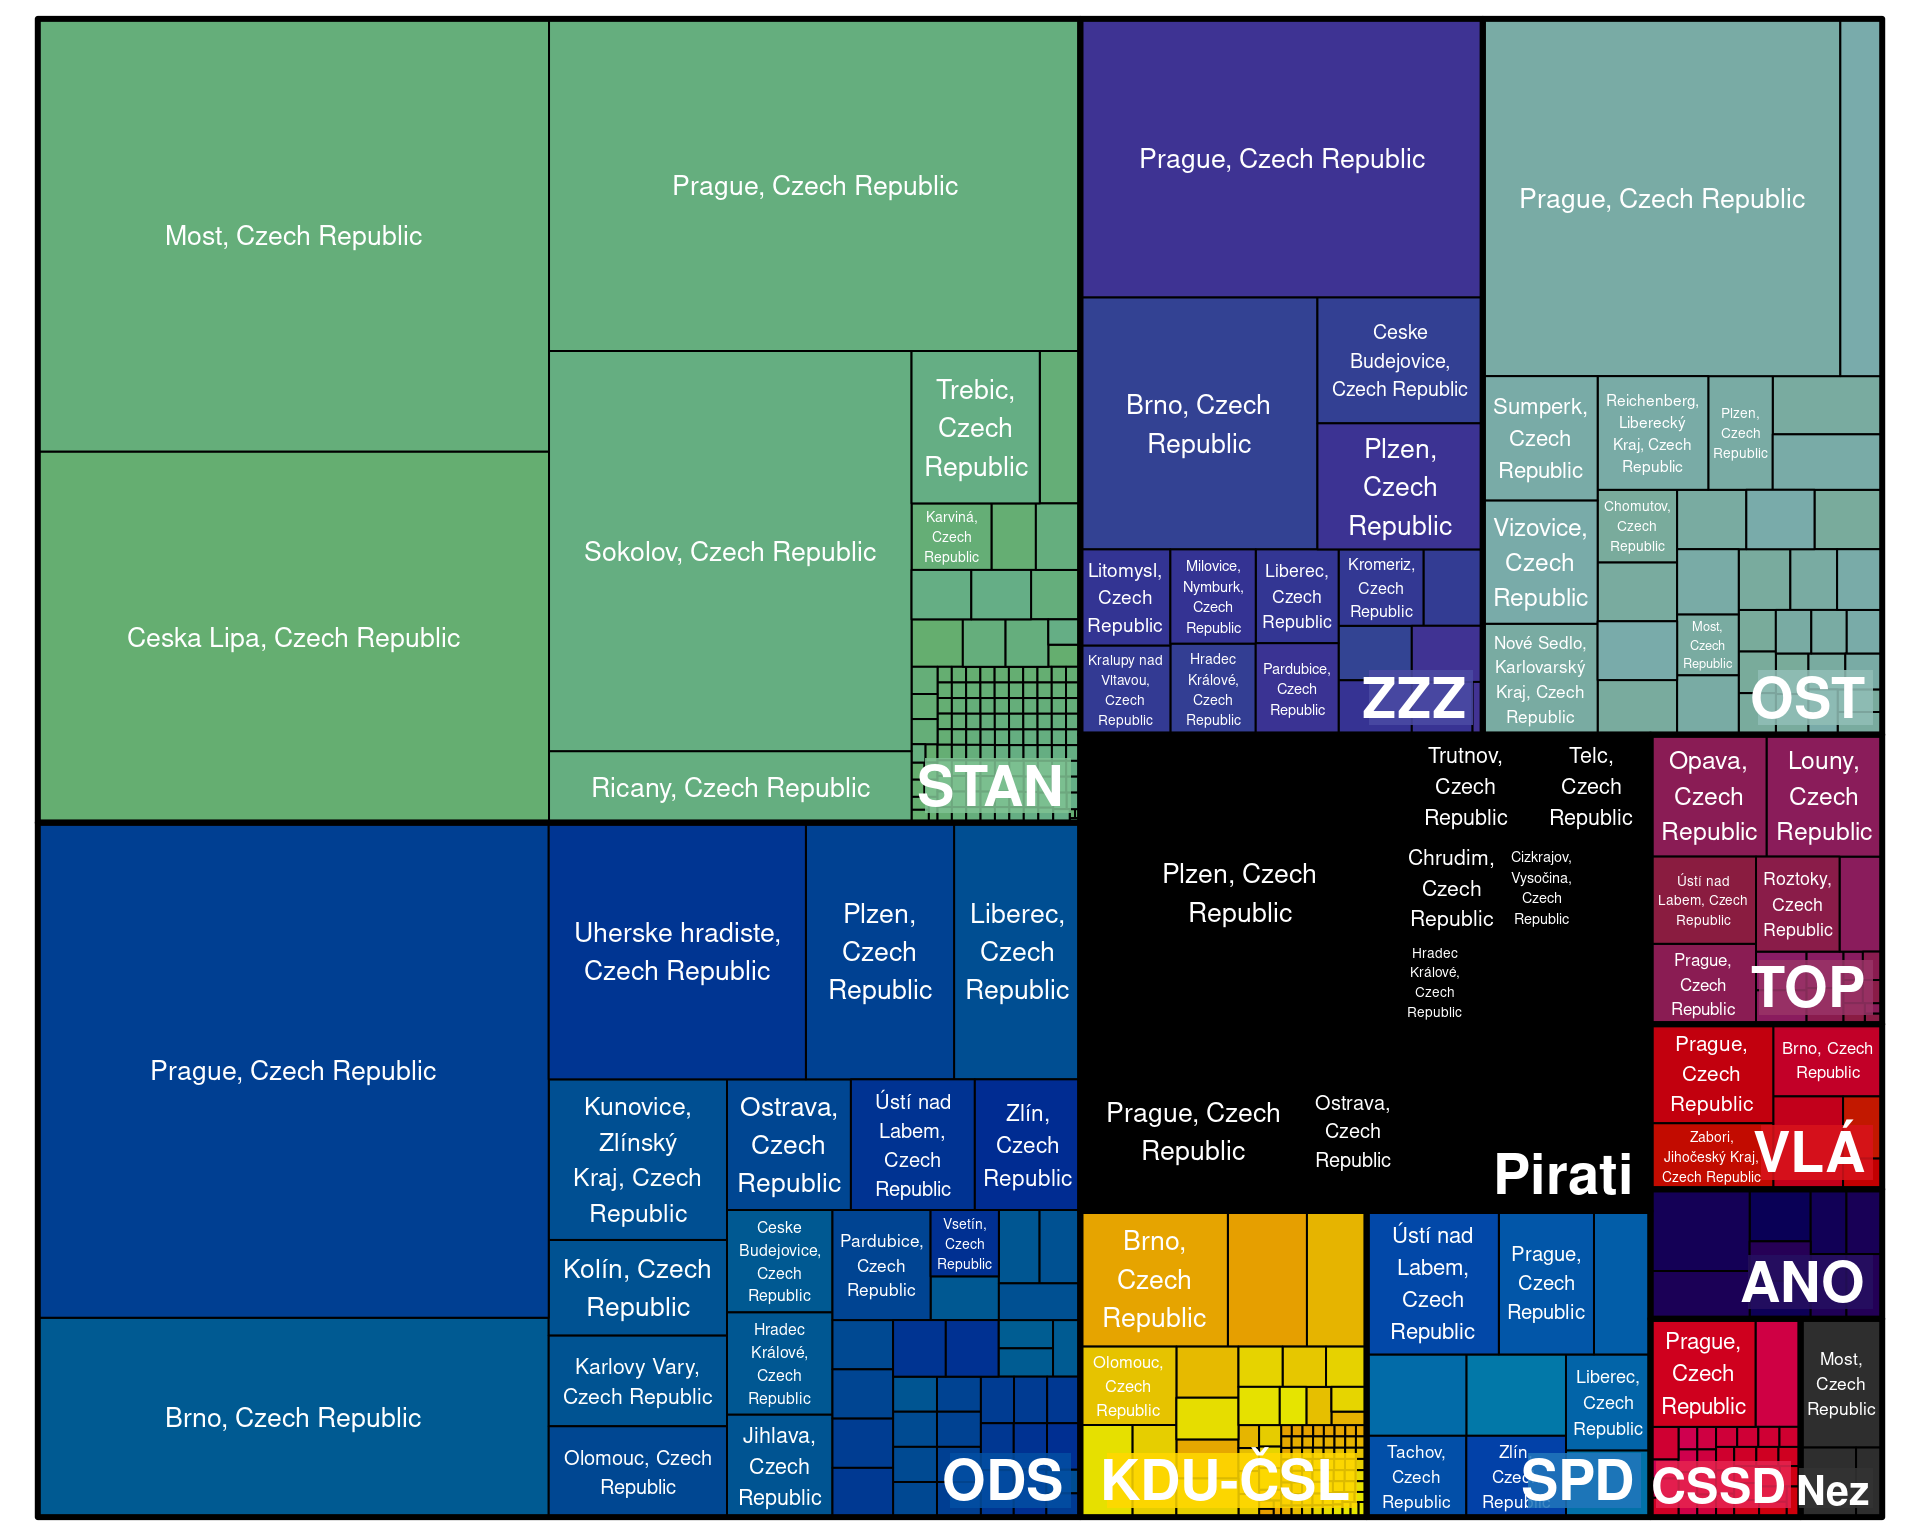 Most, Czech Republic
Ceska Lipa, Czech Republic
Prague, Czech Republic
Sokolov, Czech Republic
Ricany, Czech Republic
Trebic,
Czech
Republic
Karviná,
Czech
Republic
STAN
Prague, Czech Republic
Brno, Czech Republic
Uherske hradiste,
Czech Republic
Plzen,
Czech
Republic
Liberec,
Czech
Republic
Kunovice,
Zlínský
Kraj, Czech
Republic
Kolín, Czech
Republic
Karlovy Vary,
Czech Republic
Olomouc, Czech
Republic
Ostrava,
Czech
Republic
Ústí nad
Labem,
Czech
Republic
Zlín,
Czech
Republic
Ceske
Budejovice,
Czech
Republic
Hradec
Králové,
Czech
Republic
Jihlava,
Czech
Republic
Pardubice,
Czech
Republic
Vsetín,
Czech
Republic
ODS
Prague, Czech Republic
Brno, Czech
Republic
Ceske
Budejovice,
Czech Republic
Plzen,
Czech
Republic
Litomysl,
Czech
Republic
Milovice,
Nymburk,
Czech
Republic
Liberec,
Czech
Republic
Kromeriz,
Czech
Republic
Kralupy nad
Vltavou,
Czech
Republic
Hradec
Králové,
Czech
Republic
Pardubice,
Czech
Republic
ZZZ
Prague, Czech Republic
Sumperk,
Czech
Republic
Reichenberg,
Liberecký
Kraj, Czech
Republic
Plzen,
Czech
Republic
Vizovice,
Czech
Republic
Chomutov,
Czech
Republic
Nové Sedlo,
Karlovarský
Kraj, Czech
Republic
Most,
Czech
Republic
OST
Plzen, Czech
Republic
Trutnov,
Czech
Republic
Telc,
Czech
Republic
Chrudim,
Czech
Republic
Cizkrajov,
Vysočina,
Czech
Republic
Hradec
Králové,
Czech
Republic
Prague, Czech
Republic
Ostrava,
Czech
Republic
Pirati
Opava,
Czech
Republic
Louny,
Czech
Republic
Ústí nad
Labem, Czech
Republic
Roztoky,
Czech
Republic
Prague,
Czech
Republic
TOP
Prague,
Czech
Republic
Brno, Czech
Republic
Zabori,
Jihočeský Kraj,
Czech Republic
VLÁ
ANO
Brno,
Czech
Republic
Olomouc,
Czech
Republic
KDU-ČSL
Ústí nad
Labem,
Czech
Republic
Prague,
Czech
Republic
Liberec,
Czech
Republic
Tachov,
Czech
Republic
Zlín
Czech
Republic
SPD
Prague,
Czech
Republic
CSSD
Most,
Czech
Republic
Nez